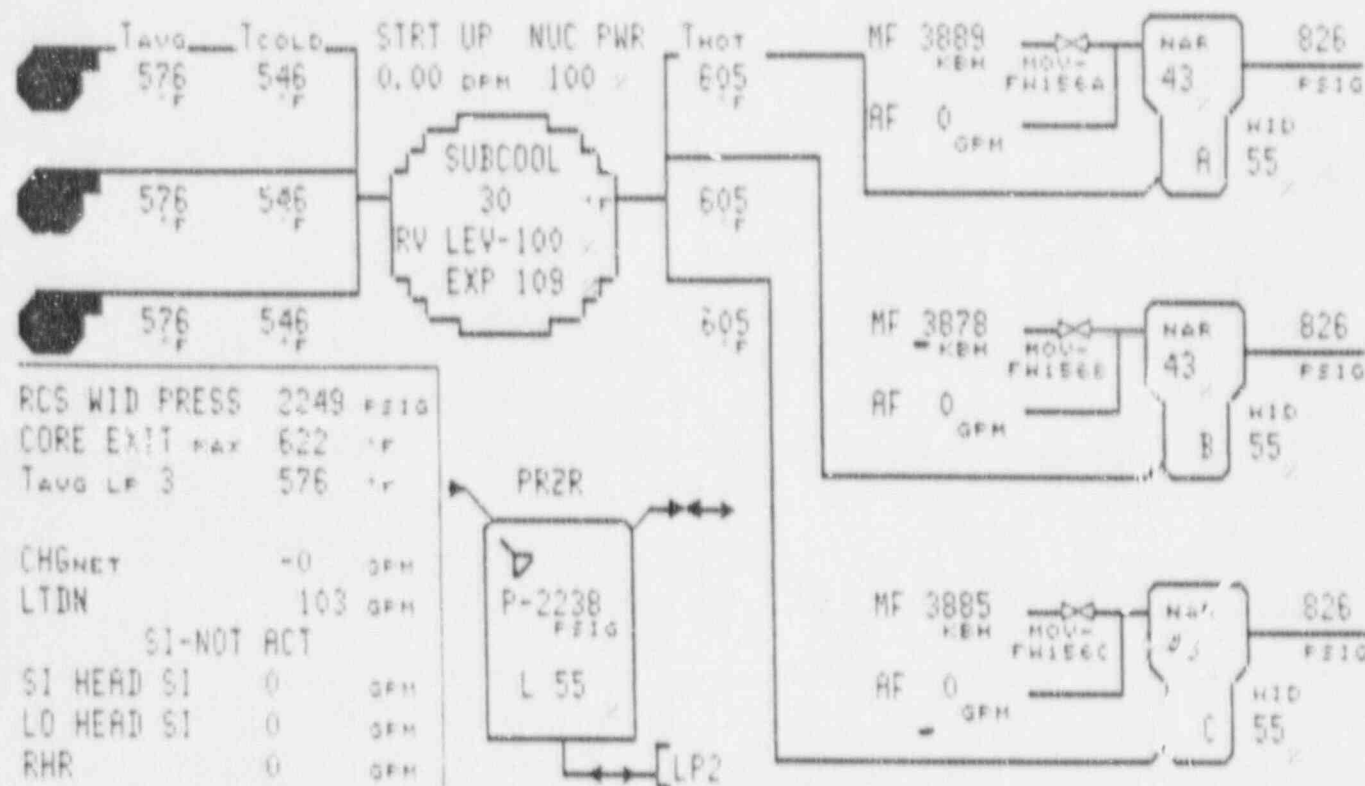 TAVG TCOLD STRT UP NUC PWR THOT
576 °F 546 °F 0.00 DPM 100 % 605 °F
576 °F 546 °F 605 °F
576 °F 546 °F 605 °F
SUBCOOL
30 °F
RV LEV-100 %
EXP 109 %
MF 3889 KBH
MOV-FW156A
AF 0 GPM
NAR
43 %
A
826 PSIG
WID
55 %
MF 3878 KBH
MOV-FW156B
AF 0 GPM
NAR
43 %
B
826 PSIG
WID
55 %
MF 3885 KBH
MOV-FW156C
AF 0 GPM
C
826 PSIG
WID
55 %
RCS WID PRESS 2249 PSIG
CORE EXIT MAX 622 °F
TAVG LP 3 576 °F
CHGNET -0 GPM
LTDN 103 GPM
SI-NOT ACT
SI HEAD SI 0 GPM
LO HEAD SI 0 GPM
RHR 0 GPM
PRZR
P-2238 PSIG
L 55 %
LP2